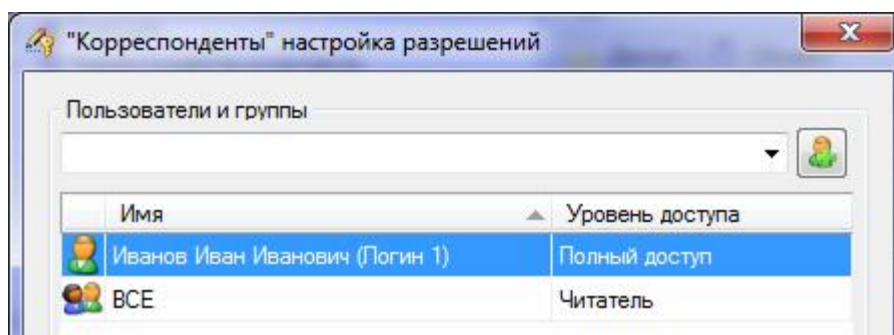 "Корреспонденты" настройка разрешений
Пользователи и группы
Имя Уровень доступа
Иванов Иван Иванович (Логин 1) Полный доступ
ВСЕ Читатель